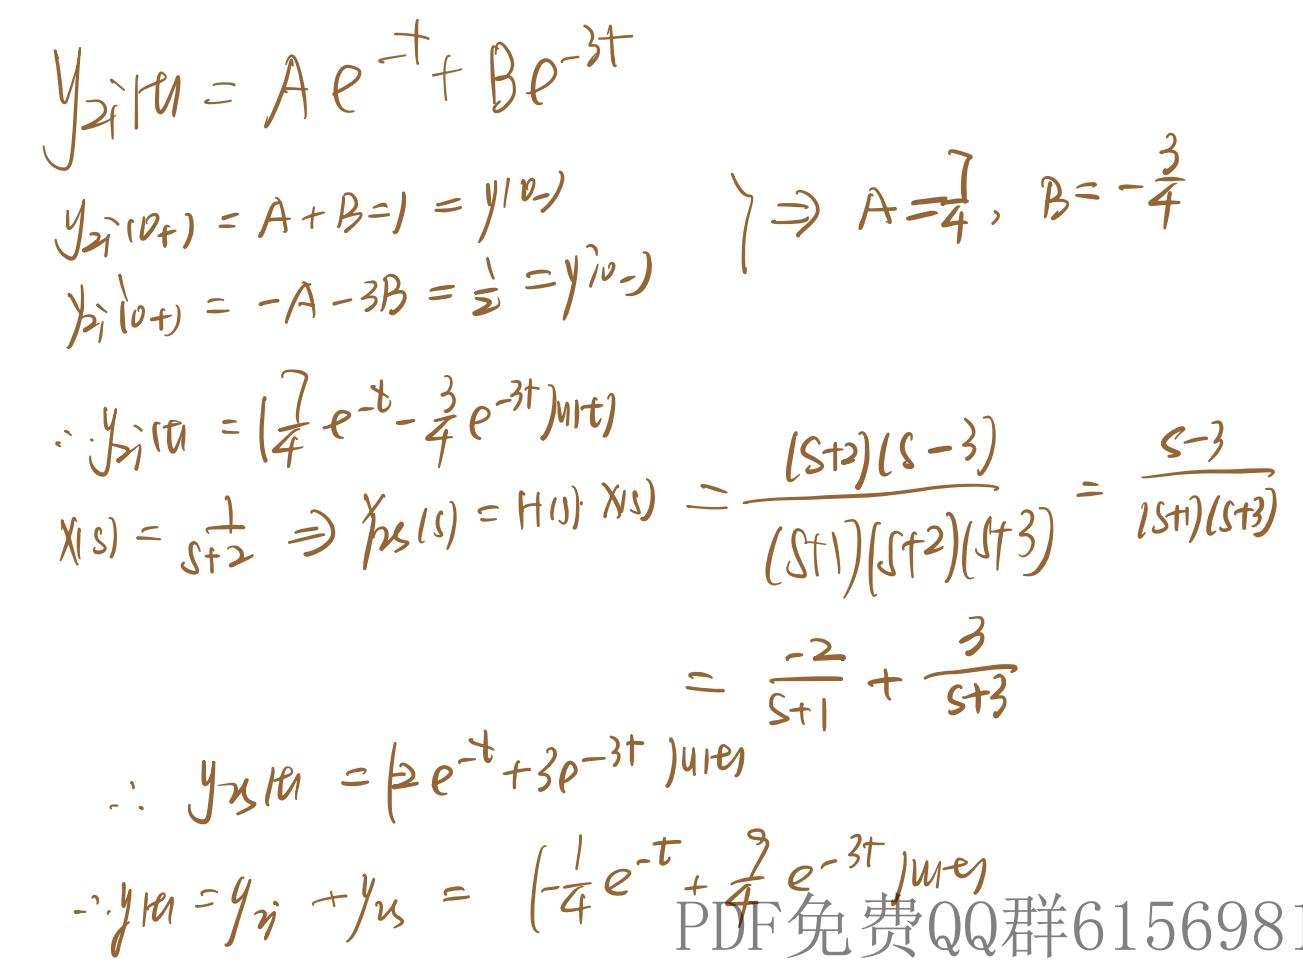 y_zi(t) = A e^{-t} + B e^{-3t}
y_zi(0+) = A + B = 1 = y(0-)
y_zi'(0+) = -A - 3B = 1/2 = y'(0-)
} ⇒ A = 7/4, B = -3/4
∴ y_zi(t) = (7/4 e^{-t} - 3/4 e^{-3t})u(t)
X(s) = 1/(s+2) ⇒ Y_zs(s) = H(s)·X(s) = (s+2)(s-3)/((s+1)(s+2)(s+3)) = (s-3)/((s+1)(s+3))
= -2/(s+1) + 3/(s+3)
∴ y_zs(t) = (-2e^{-t} + 3e^{-3t})u(t)
∴ y(t) = y_zi + y_zs = (-1/4 e^{-t} + 9/4 e^{-3t})u(t)
PDF免费QQ群6156981